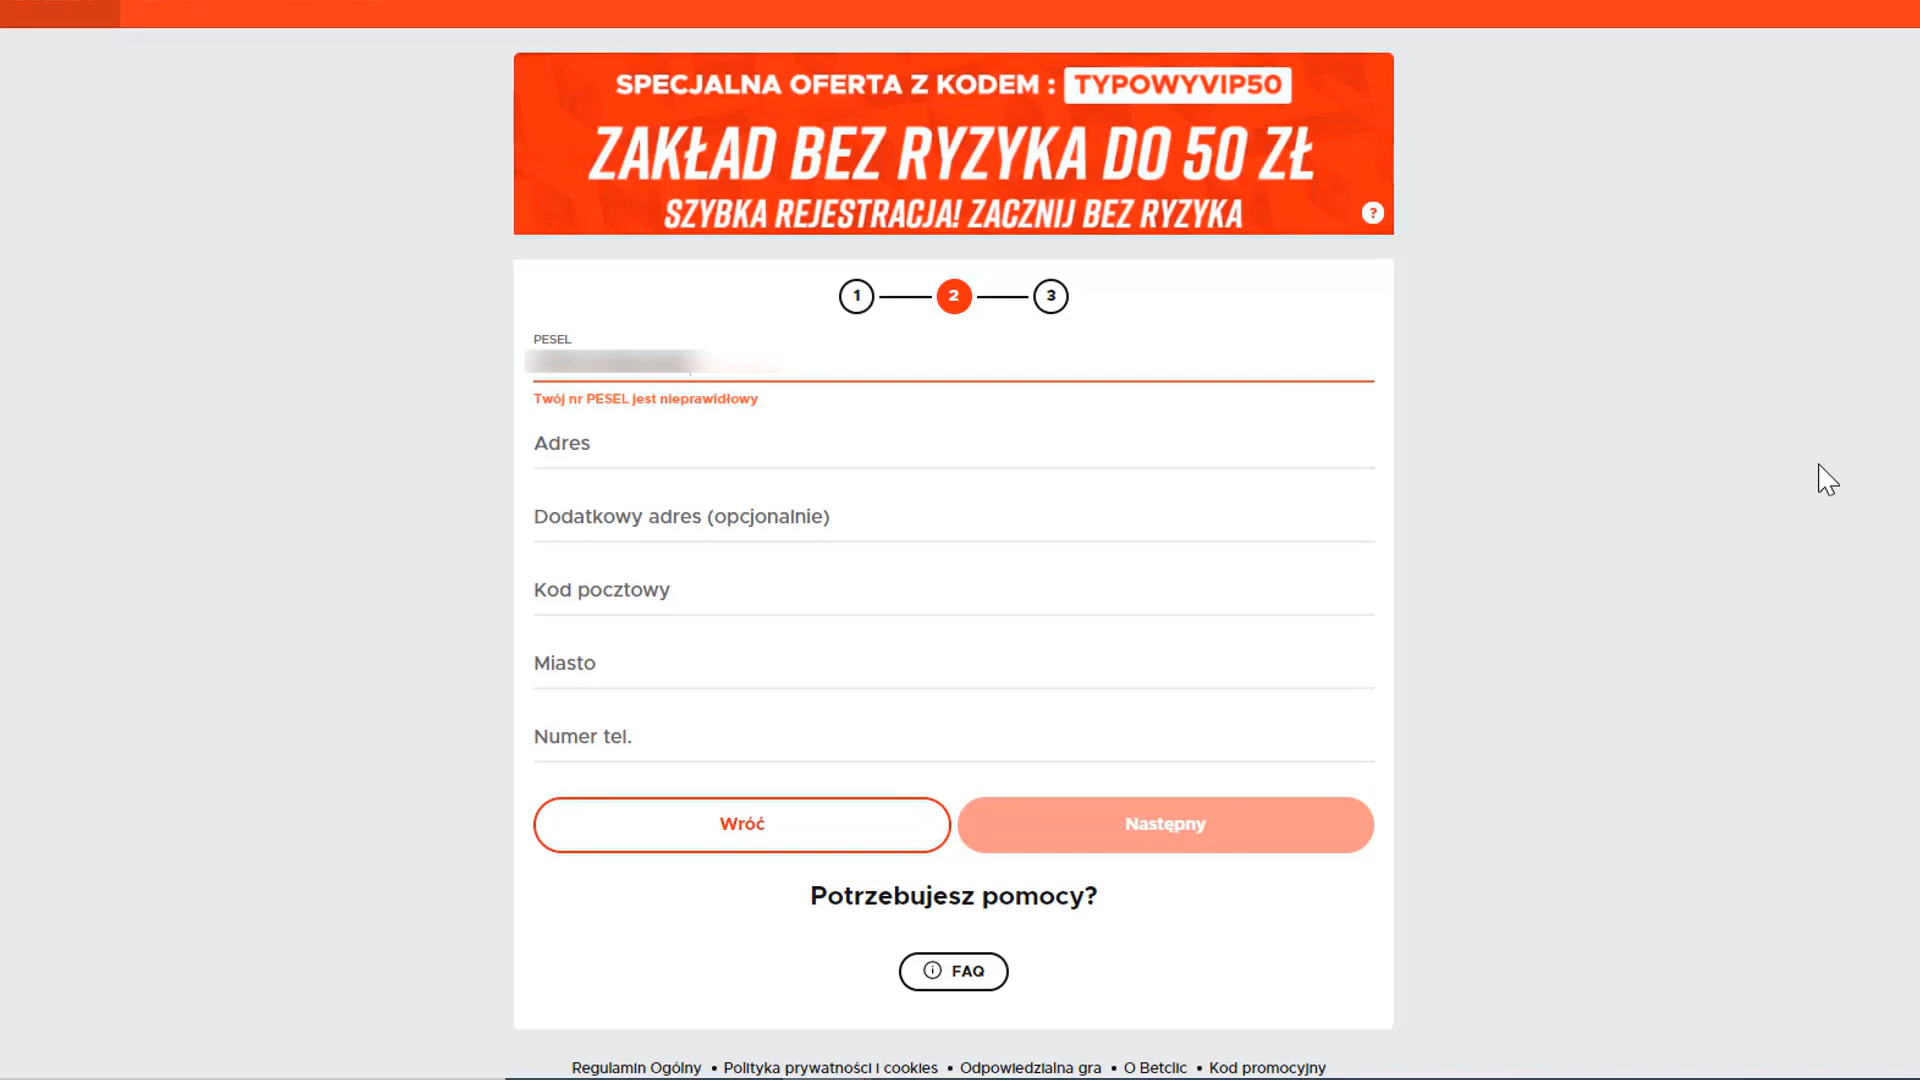 SPECJALNA OFERTA Z KODEM : TYPOWYVIP50
ZAKŁAD BEZ RYZYKA DO 50 ZŁ
SZYBKA REJESTRACJA! ZACZNIJ BEZ RYZYKA
?
1 2 3
PESEL
Twój nr PESEL jest nieprawidłowy
Adres
Dodatkowy adres (opcjonalnie)
Kod pocztowy
Miasto
Numer tel.
Wróć Następny
Potrzebujesz pomocy?
FAQ
Regulamin Ogólny • Polityka prywatności i cookies • Odpowiedzialna gra • O Betclic • Kod promocyjny